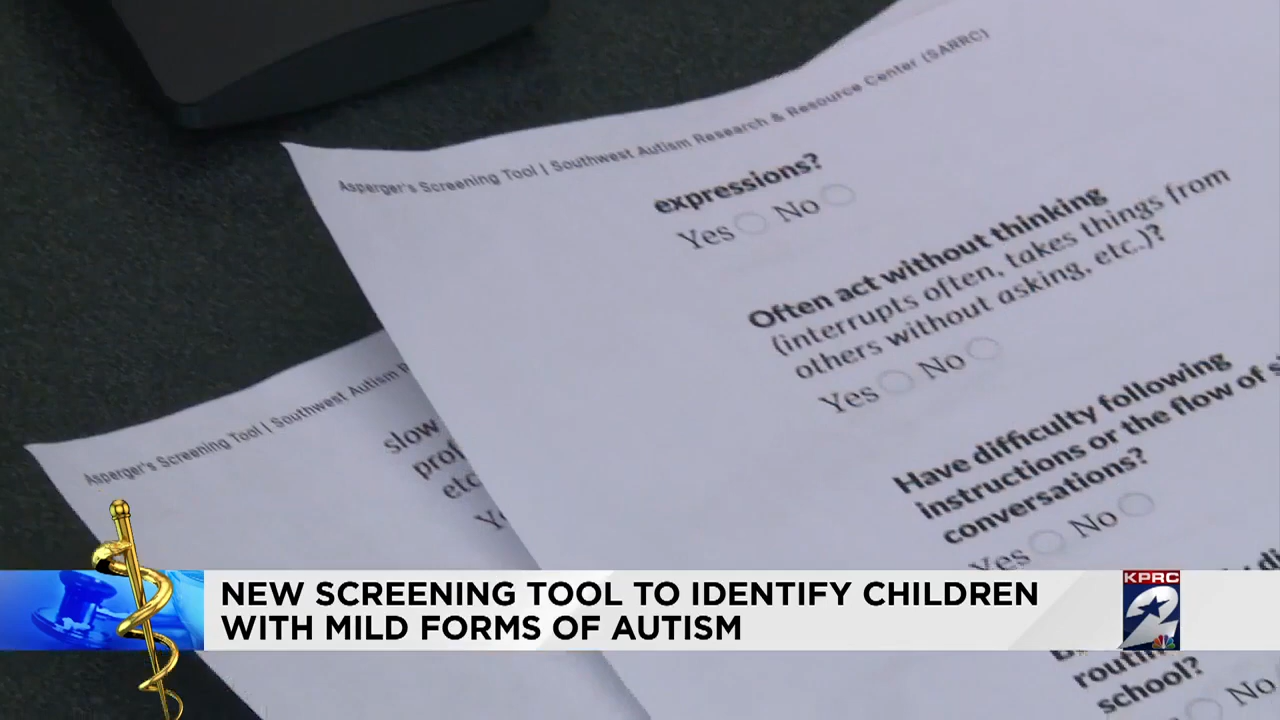 Asperger's Screening Tool | Southwest Autism Research & Resource Center (SARRC)
expressions?
Yes No
Often act without thinking
(interrupts often, takes things from
others without asking, etc.)?
Yes No
Have difficulty following
instructions or the flow of
conversations?
Yes No
school?
No
Asperger's Screening Tool | Southwest Autism
slow
NEW SCREENING TOOL TO IDENTIFY CHILDREN
WITH MILD FORMS OF AUTISM
KPRC
2